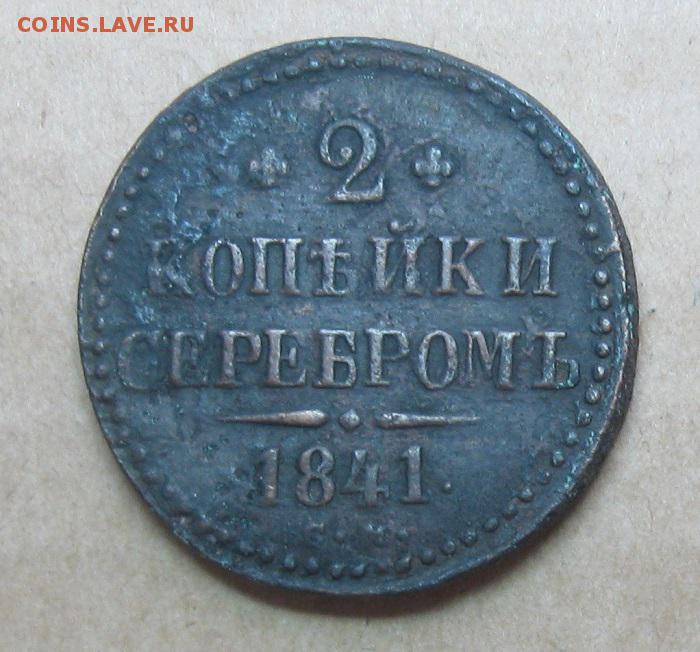 COINS.LAVE.RU
2
КОПѢЙКИ
СЕРЕБРОМЪ
1841.